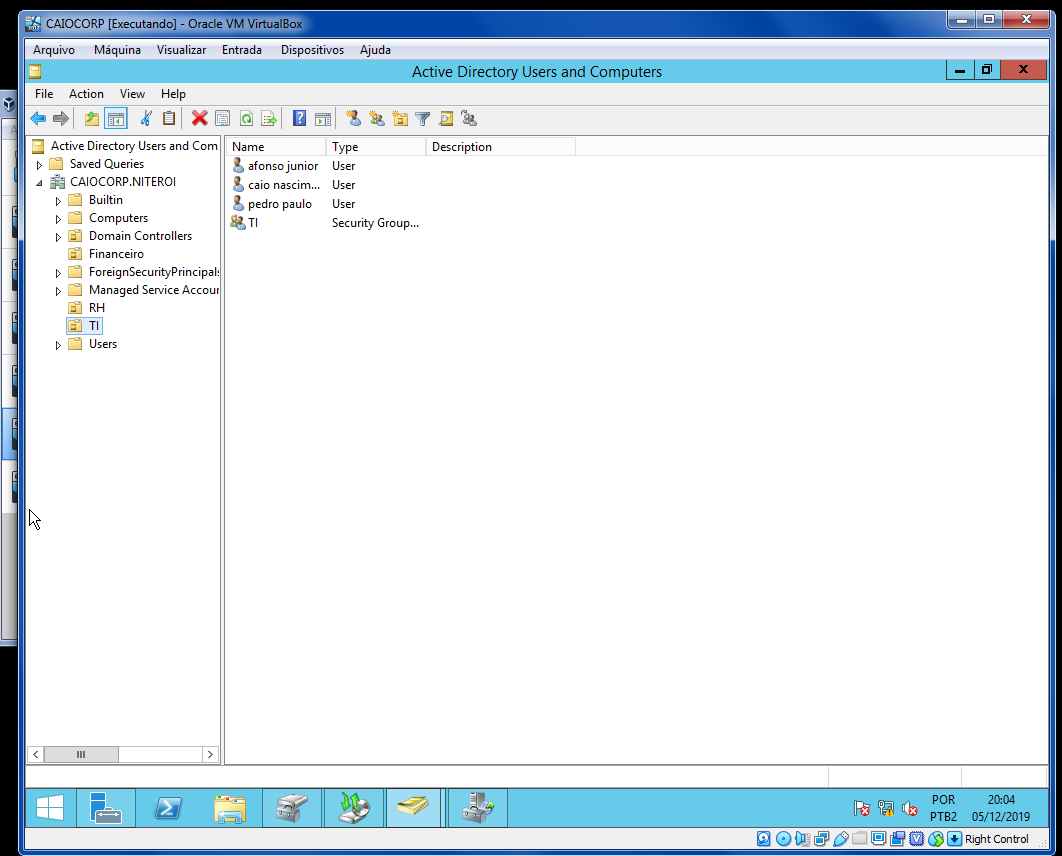 CAIOCORP [Executando] - Oracle VM VirtualBox
Arquivo Máquina Visualizar Entrada Dispositivos Ajuda
Active Directory Users and Computers
File Action View Help
Active Directory Users and Com
Saved Queries
CAIOCORP.NITEROI
Builtin
Computers
Domain Controllers
Financeiro
ForeignSecurityPrincipals
Managed Service Accour
RH
TI
Users
Name Type Description
afonso junior User
caio nascim... User
pedro paulo User
TI Security Group...
POR 20:04
PTB2 05/12/2019
Right Control